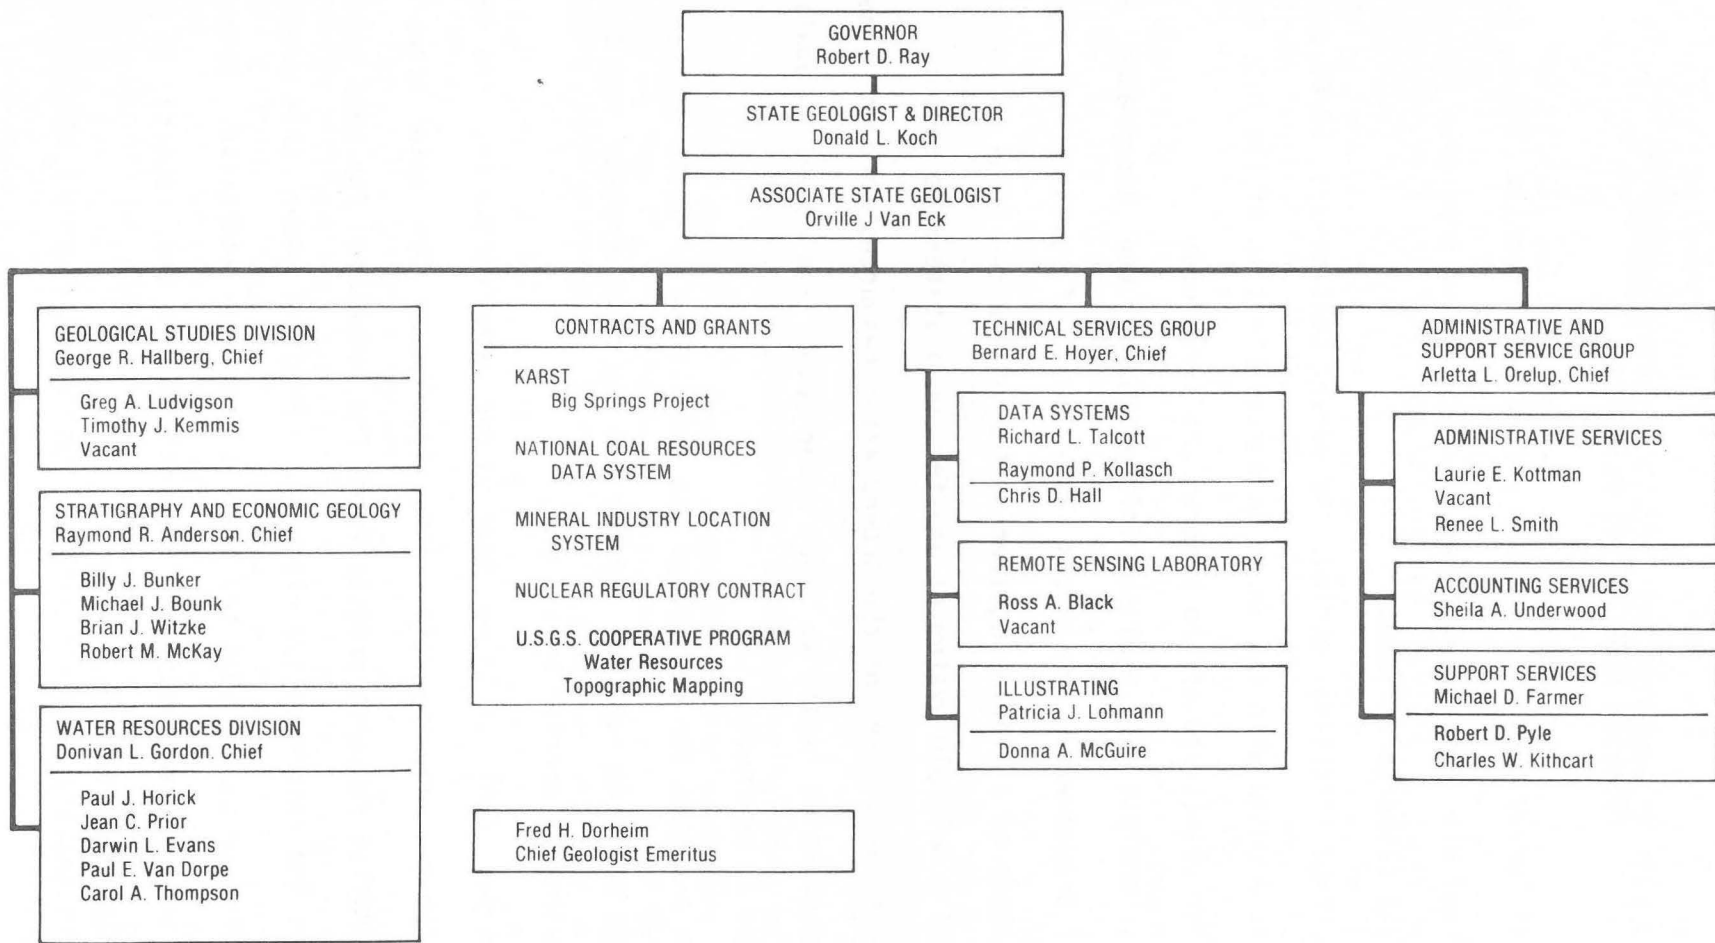 GOVERNOR
Robert D. Ray
STATE GEOLOGIST & DIRECTOR
Donald L. Koch
ASSOCIATE STATE GEOLOGIST
Orville J Van Eck
GEOLOGICAL STUDIES DIVISION
George R. Hallberg, Chief
Greg A. Ludvigson
Timothy J. Kemmis
Vacant
STRATIGRAPHY AND ECONOMIC GEOLOGY
Raymond R. Anderson. Chief
Billy J. Bunker
Michael J. Bounk
Brian J. Witzke
Robert M. McKay
WATER RESOURCES DIVISION
Donivan L. Gordon. Chief
Paul J. Horick
Jean C. Prior
Darwin L. Evans
Paul E. Van Dorpe
Carol A. Thompson
CONTRACTS AND GRANTS
KARST
Big Springs Project
NATIONAL COAL RESOURCES
DATA SYSTEM
MINERAL INDUSTRY LOCATION
SYSTEM
NUCLEAR REGULATORY CONTRACT
U.S.G.S. COOPERATIVE PROGRAM
Water Resources
Topographic Mapping
Fred H. Dorheim
Chief Geologist Emeritus
TECHNICAL SERVICES GROUP
Bernard E. Hoyer, Chief
DATA SYSTEMS
Richard L. Talcott
Raymond P. Kollasch
Chris D. Hall
REMOTE SENSING LABORATORY
Ross A. Black
Vacant
ILLUSTRATING
Patricia J. Lohmann
Donna A. McGuire
ADMINISTRATIVE AND
SUPPORT SERVICE GROUP
Arletta L. Orelup, Chief
ADMINISTRATIVE SERVICES
Laurie E. Kottman
Vacant
Renee L. Smith
ACCOUNTING SERVICES
Sheila A. Underwood
SUPPORT SERVICES
Michael D. Farmer
Robert D. Pyle
Charles W. Kithcart